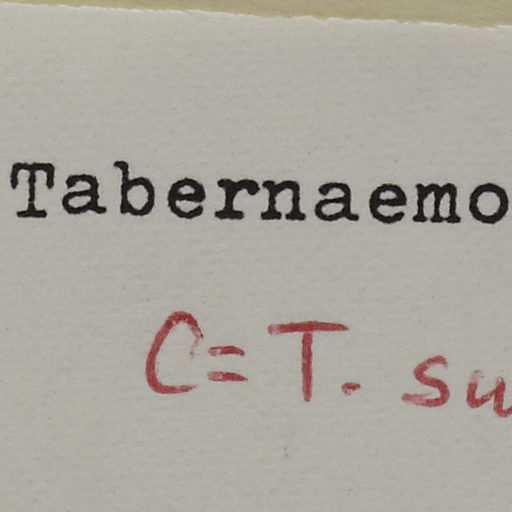 Tabernaemo
C = T. su